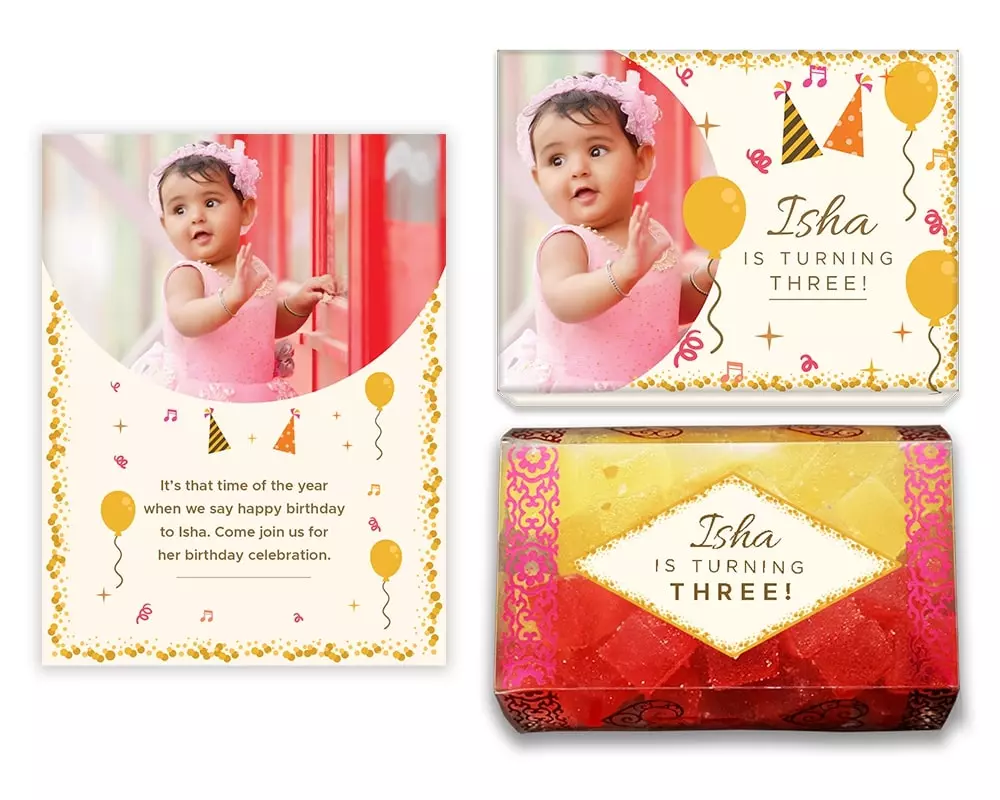 It's that time of the year
when we say happy birthday
to Isha. Come join us for
her birthday celebration.
Isha
IS TURNING
THREE!
Isha
IS TURNING
THREE!